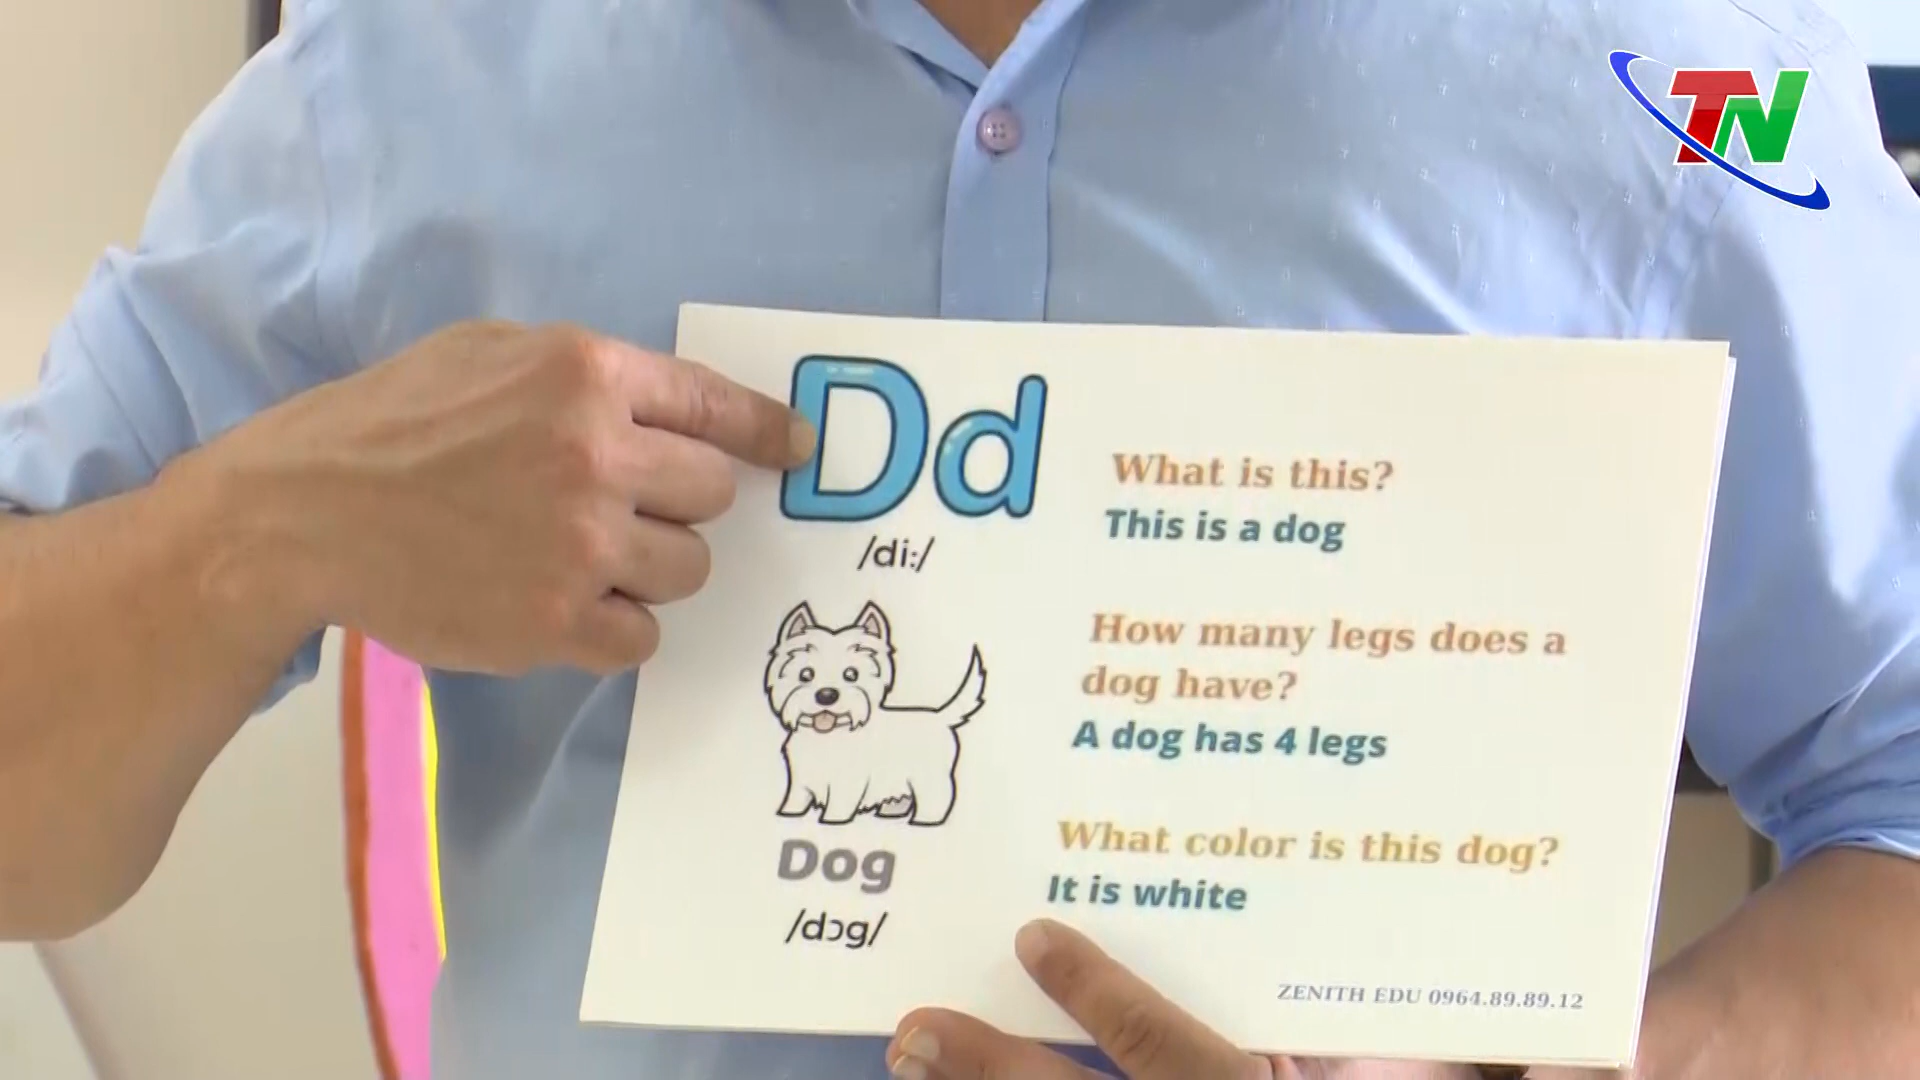 TN
Dd
/di:/
Dog
/dɔg/
What is this?
This is a dog
How many legs does a
dog have?
A dog has 4 legs
What color is this dog?
It is white
ZENITH EDU 0964.89.89.12